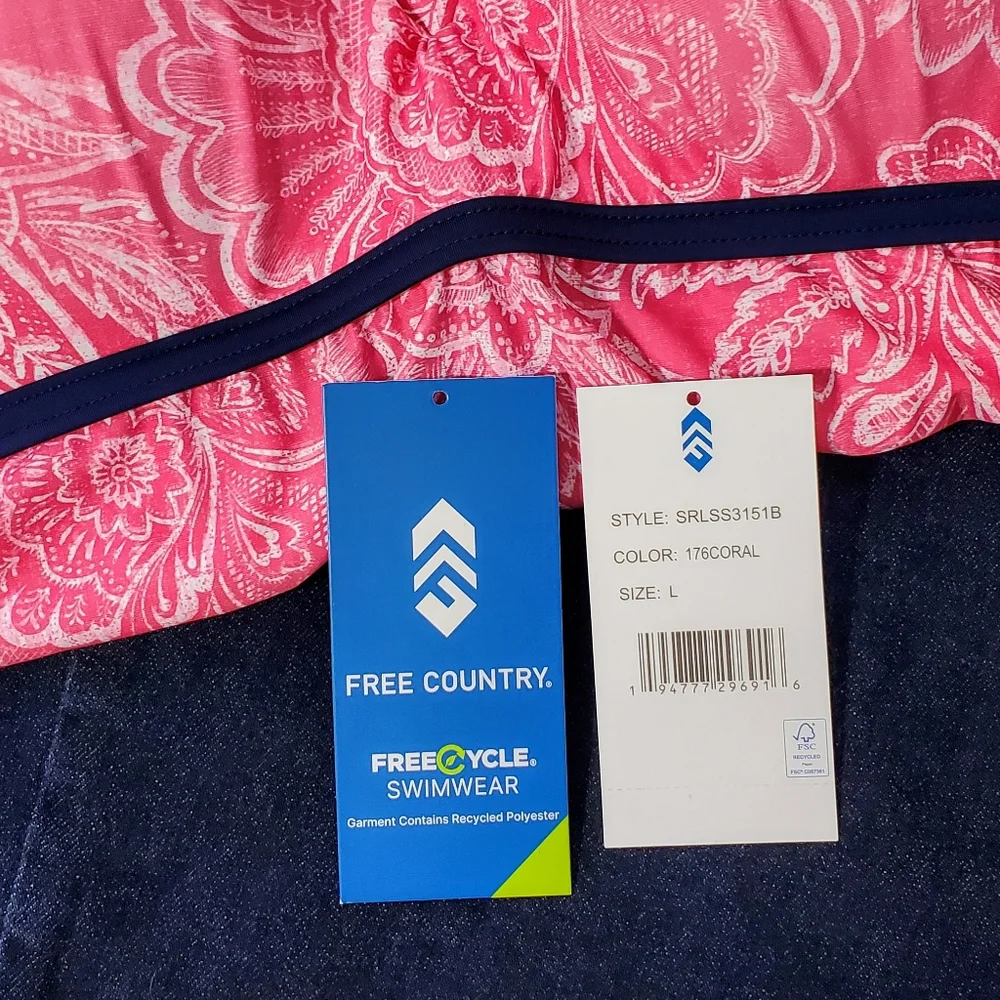 FREE COUNTRY®
FREECYCLE®
SWIMWEAR
Garment Contains Recycled Polyester
STYLE: SRLSS3151B
COLOR: 176CORAL
SIZE: L
1 94777 29691 6
FSC
RECYCLED
Paper